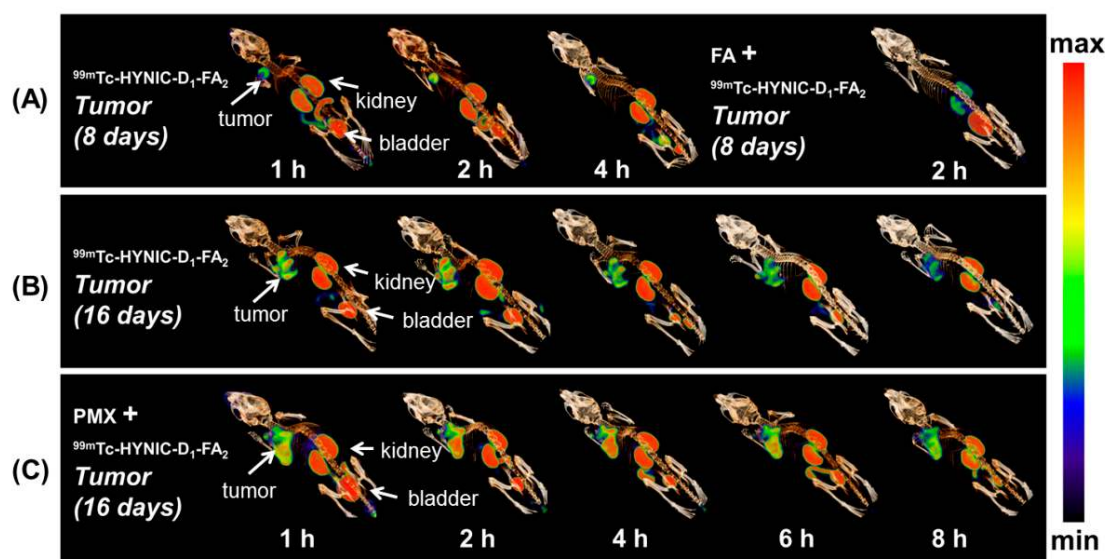 max
(A)
⁹⁹ᵐTc-HYNIC-D₁-FA₂
Tumor
(8 days)
tumor
kidney
bladder
1 h
2 h
4 h
FA +
⁹⁹ᵐTc-HYNIC-D₁-FA₂
Tumor
(8 days)
2 h
(B)
⁹⁹ᵐTc-HYNIC-D₁-FA₂
Tumor
(16 days)
tumor
kidney
bladder
(C)
PMX +
⁹⁹ᵐTc-HYNIC-D₁-FA₂
Tumor
(16 days)
tumor
kidney
bladder
1 h
2 h
4 h
6 h
8 h
min